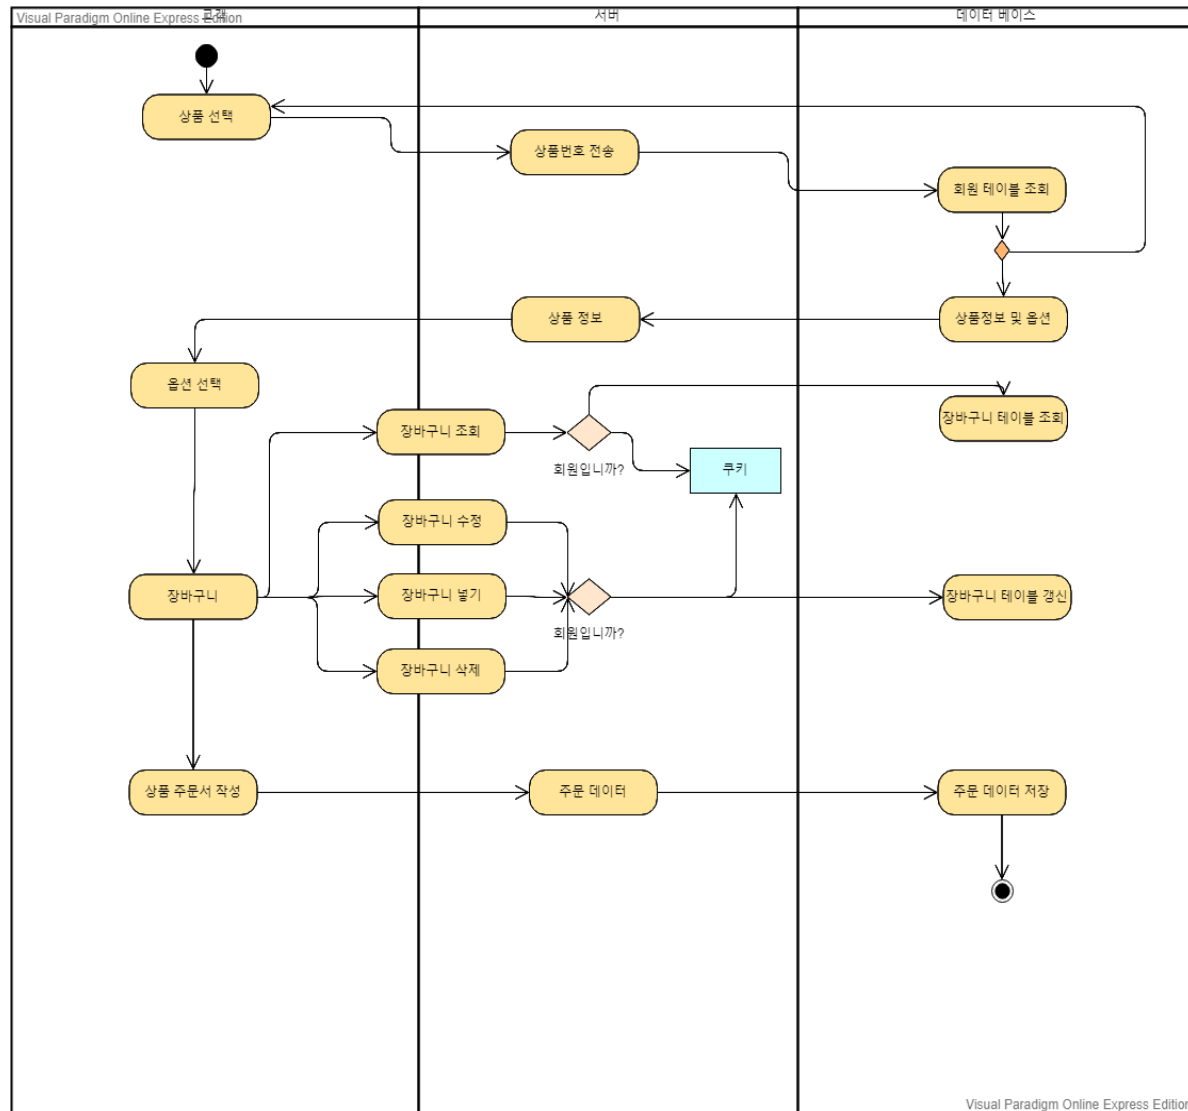 Visual Paradigm Online Express Edition
고객
서버
데이터 베이스
상품 선택
상품번호 전송
회원 테이블 조회
상품 정보
상품정보 및 옵션
옵션 선택
장바구니 조회
장바구니 테이블 조회
회원입니까?
쿠키
장바구니 수정
장바구니
장바구니 넣기
장바구니 테이블 갱신
회원입니까?
장바구니 삭제
상품 주문서 작성
주문 데이터
주문 데이터 저장
Visual Paradigm Online Express Edition